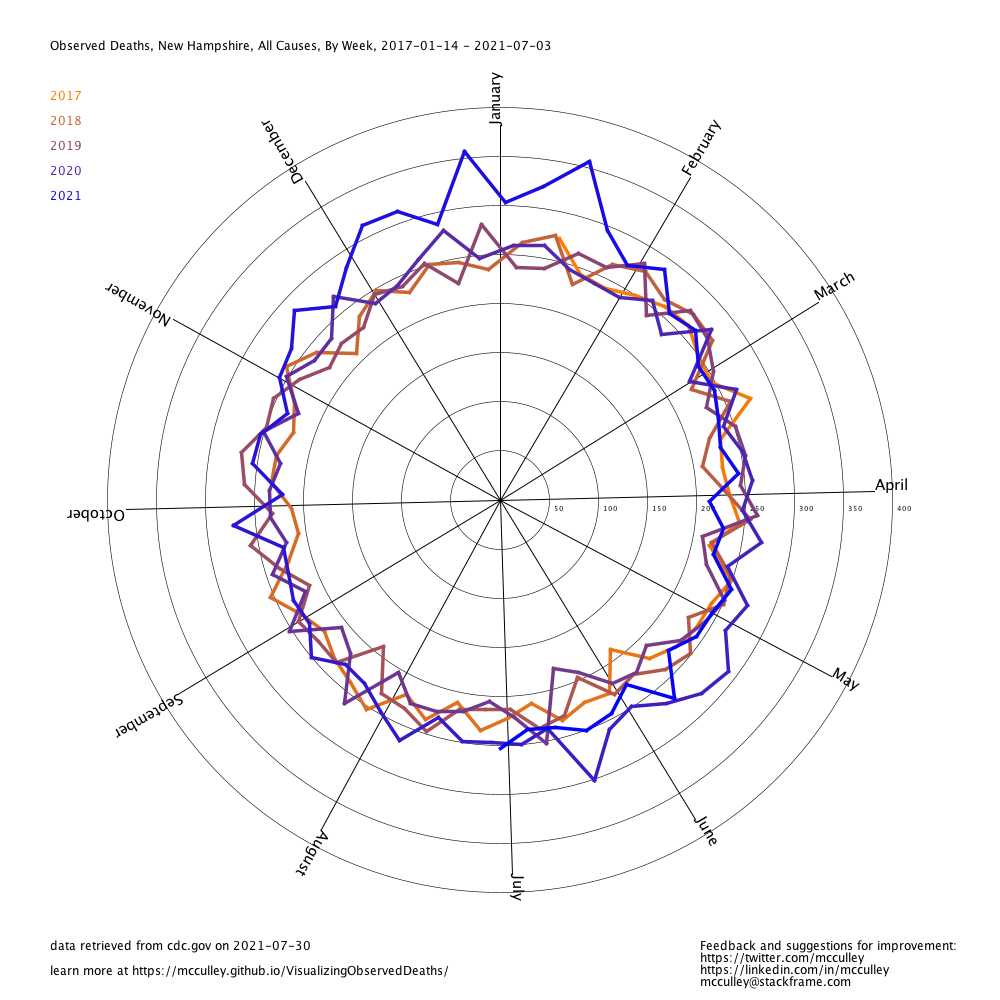 Observed Deaths, New Hampshire, All Causes, By Week, 2017-01-14 - 2021-07-03
2017
2018
2019
2020
2021
January
February
March
April
May
June
July
August
September
October
November
December
50
100
150
200
250
300
350
400
data retrieved from cdc.gov on 2021-07-30
learn more at https://mcculley.github.io/VisualizingObservedDeaths/
Feedback and suggestions for improvement:
https://twitter.com/mcculley
https://linkedin.com/in/mcculley
mcculley@stackframe.com